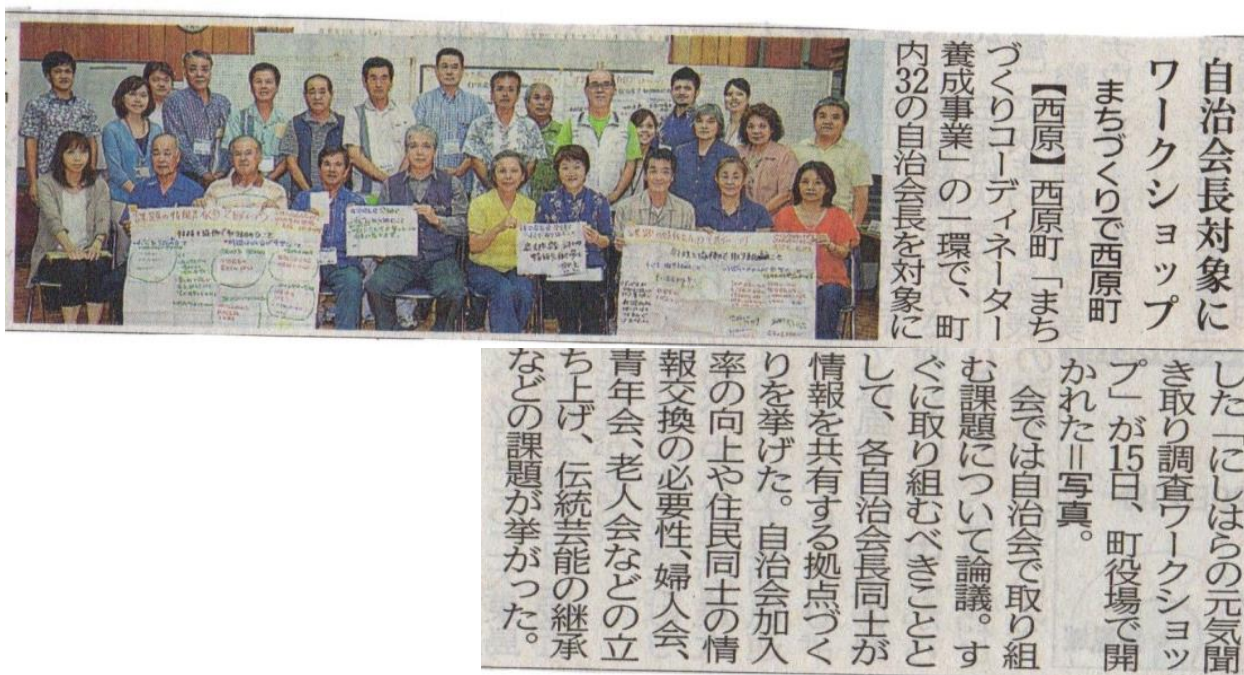 自治会長対象に
ワークショップ
まちづくりで西原町
【西原】西原町「まち
づくりコーディネーター
養成事業」の一環で、町
内32の自治会長を対象に
した「にしはらの元気聞
き取り調査ワークショッ
プ」が15日、町役場で開
かれた＝写真。
会では自治会で取り組
む課題について論議。す
ぐに取り組むべきことと
して、各自治会長同士が
情報を共有する拠点づく
りを挙げた。自治会加入
率の向上や住民同士の情
報交換の必要性、婦人会、
青年会、老人会などの立
ち上げ、伝統芸能の継承
などの課題が挙がった。